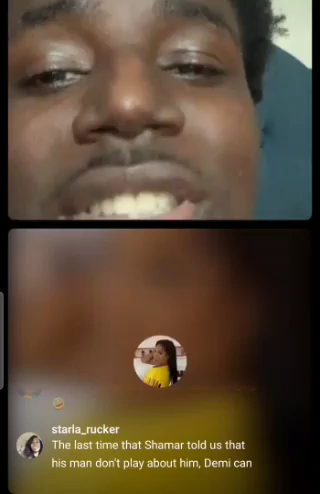 starla_rucker
The last time that Shamar told us that
his man don't play about him, Demi can